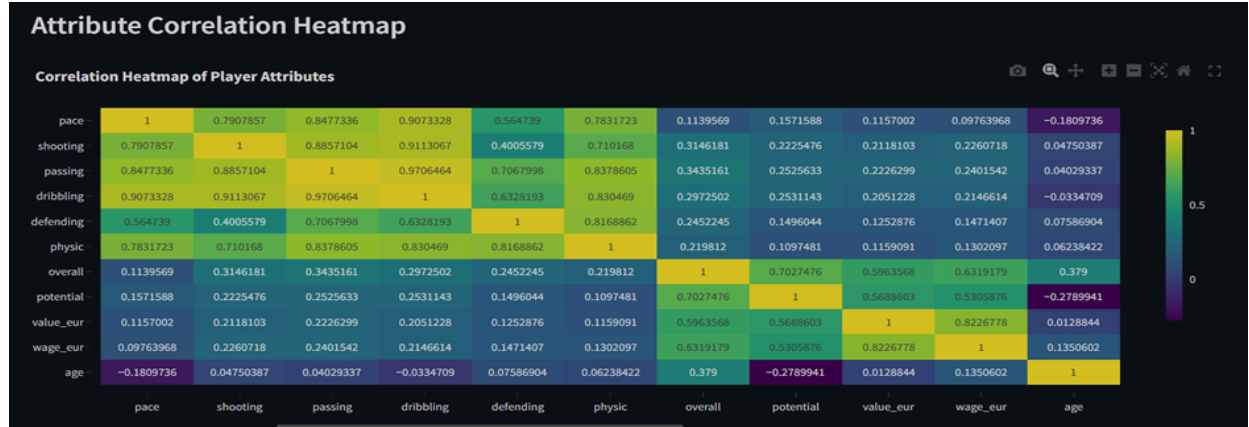 Attribute Correlation Heatmap
Correlation Heatmap of Player Attributes
pace 1 0.7907857 0.8477336 0.9073328 0.564739 0.7831723 0.1139569 0.1571588 0.1157002 0.09763968 −0.1809736
shooting 0.7907857 1 0.8857104 0.9113067 0.4005579 0.710168 0.3146181 0.2225476 0.2118103 0.2260718 0.04750387
passing 0.8477336 0.8857104 1 0.9706464 0.7067998 0.8378605 0.3435161 0.2525633 0.2226299 0.2401542 0.04029337
dribbling 0.9073328 0.9113067 0.9706464 1 0.6328193 0.830469 0.2972502 0.2531143 0.2051228 0.2146614 −0.0334709
defending 0.564739 0.4005579 0.7067998 0.6328193 1 0.8168862 0.2452245 0.1496044 0.1252876 0.1471407 0.07586904
physic 0.7831723 0.710168 0.8378605 0.830469 0.8168862 1 0.219812 0.1097481 0.1159091 0.1302097 0.06238422
overall 0.1139569 0.3146181 0.3435161 0.2972502 0.2452245 0.219812 1 0.7027476 0.5963568 0.6319179 0.379
potential 0.1571588 0.2225476 0.2525633 0.2531143 0.1496044 0.1097481 0.7027476 1 0.5688603 0.5305876 −0.2789941
value_eur 0.1157002 0.2118103 0.2226299 0.2051228 0.1252876 0.1159091 0.5963568 0.5688603 1 0.8226778 0.0128844
wage_eur 0.09763968 0.2260718 0.2401542 0.2146614 0.1471407 0.1302097 0.6319179 0.5305876 0.8226778 1 0.1350602
age −0.1809736 0.04750387 0.04029337 −0.0334709 0.07586904 0.06238422 0.379 −0.2789941 0.0128844 0.1350602 1
pace shooting passing dribbling defending physic overall potential value_eur wage_eur age
1
0.5
0